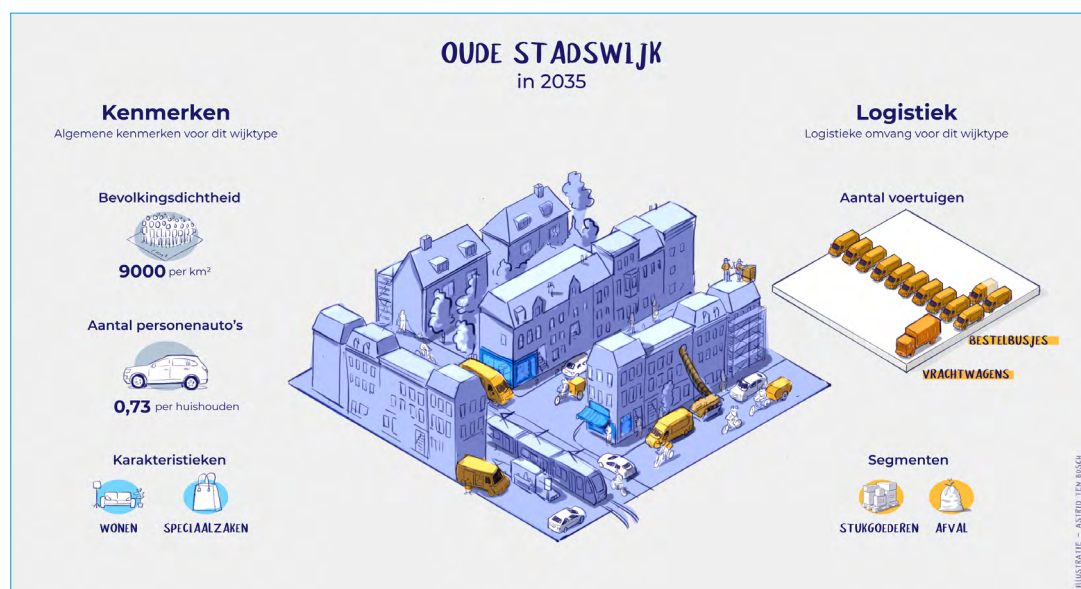 OUDE STADSWIJK
in 2035
Kenmerken
Algemene kenmerken voor dit wijktype
Bevolkingsdichtheid
9000 per km²
Aantal personenauto's
0,73 per huishouden
Karakteristieken
WONEN
SPECIAALZAKEN
Logistiek
Logistieke omvang voor dit wijktype
Aantal voertuigen
BESTELBUSJES
VRACHTWAGENS
Segmenten
STUKGOEDEREN
AFVAL
ILLUSTRATIE - ASTRID TEN BOSCH